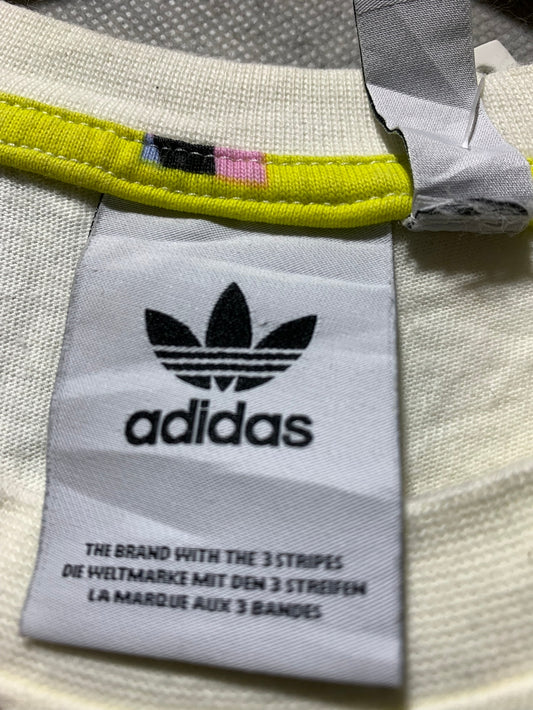 adidas
THE BRAND WITH THE 3 STRIPES
DIE WELTMARKE MIT DEN 3 STREIFEN
LA MARQUE AUX 3 BANDES